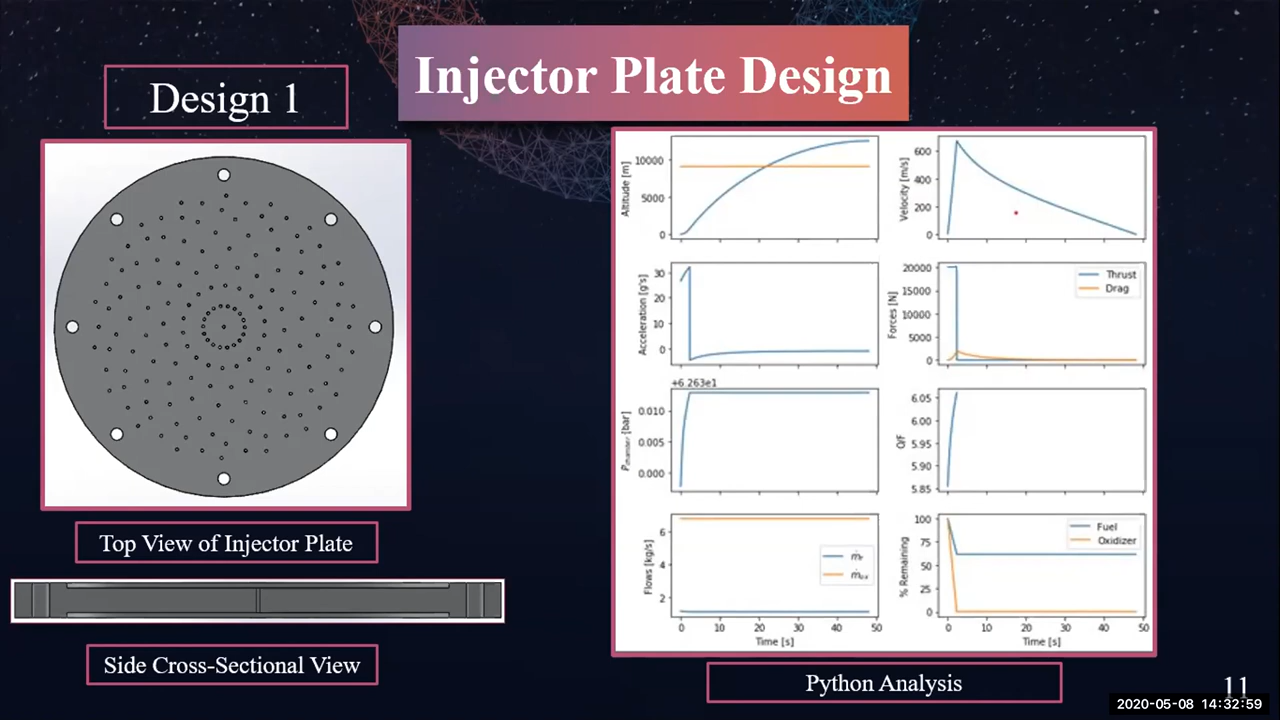 Injector Plate Design
Design 1
Top View of Injector Plate
Side Cross-Sectional View
Altitude [m]
10000
5000
0
Velocity [m/s]
600
400
200
0
Acceleration [g's]
30
20
10
0
Forces [N]
20000
15000
10000
5000
0
Thrust
Drag
+6.263e1
P_chamber [bar]
0.010
0.005
0.000
O/F
6.05
6.00
5.95
5.90
5.85
Flows [kg/s]
6
4
2
ṁ_f
ṁ_ox
0 10 20 30 40 50
Time [s]
% Remaining
100
75
50
25
0
Fuel
Oxidizer
0 10 20 30 40 50
Time [s]
Python Analysis
11
2020-05-08 14:32:59